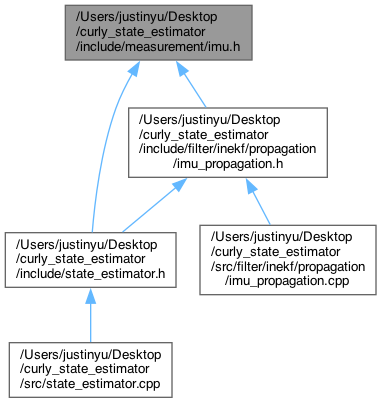 /Users/justinyu/Desktop
/curly_state_estimator
/include/measurement/imu.h
/Users/justinyu/Desktop
/curly_state_estimator
/include/filter/inekf/propagation
/imu_propagation.h
/Users/justinyu/Desktop
/curly_state_estimator
/include/state_estimator.h
/Users/justinyu/Desktop
/curly_state_estimator
/src/filter/inekf/propagation
/imu_propagation.cpp
/Users/justinyu/Desktop
/curly_state_estimator
/src/state_estimator.cpp